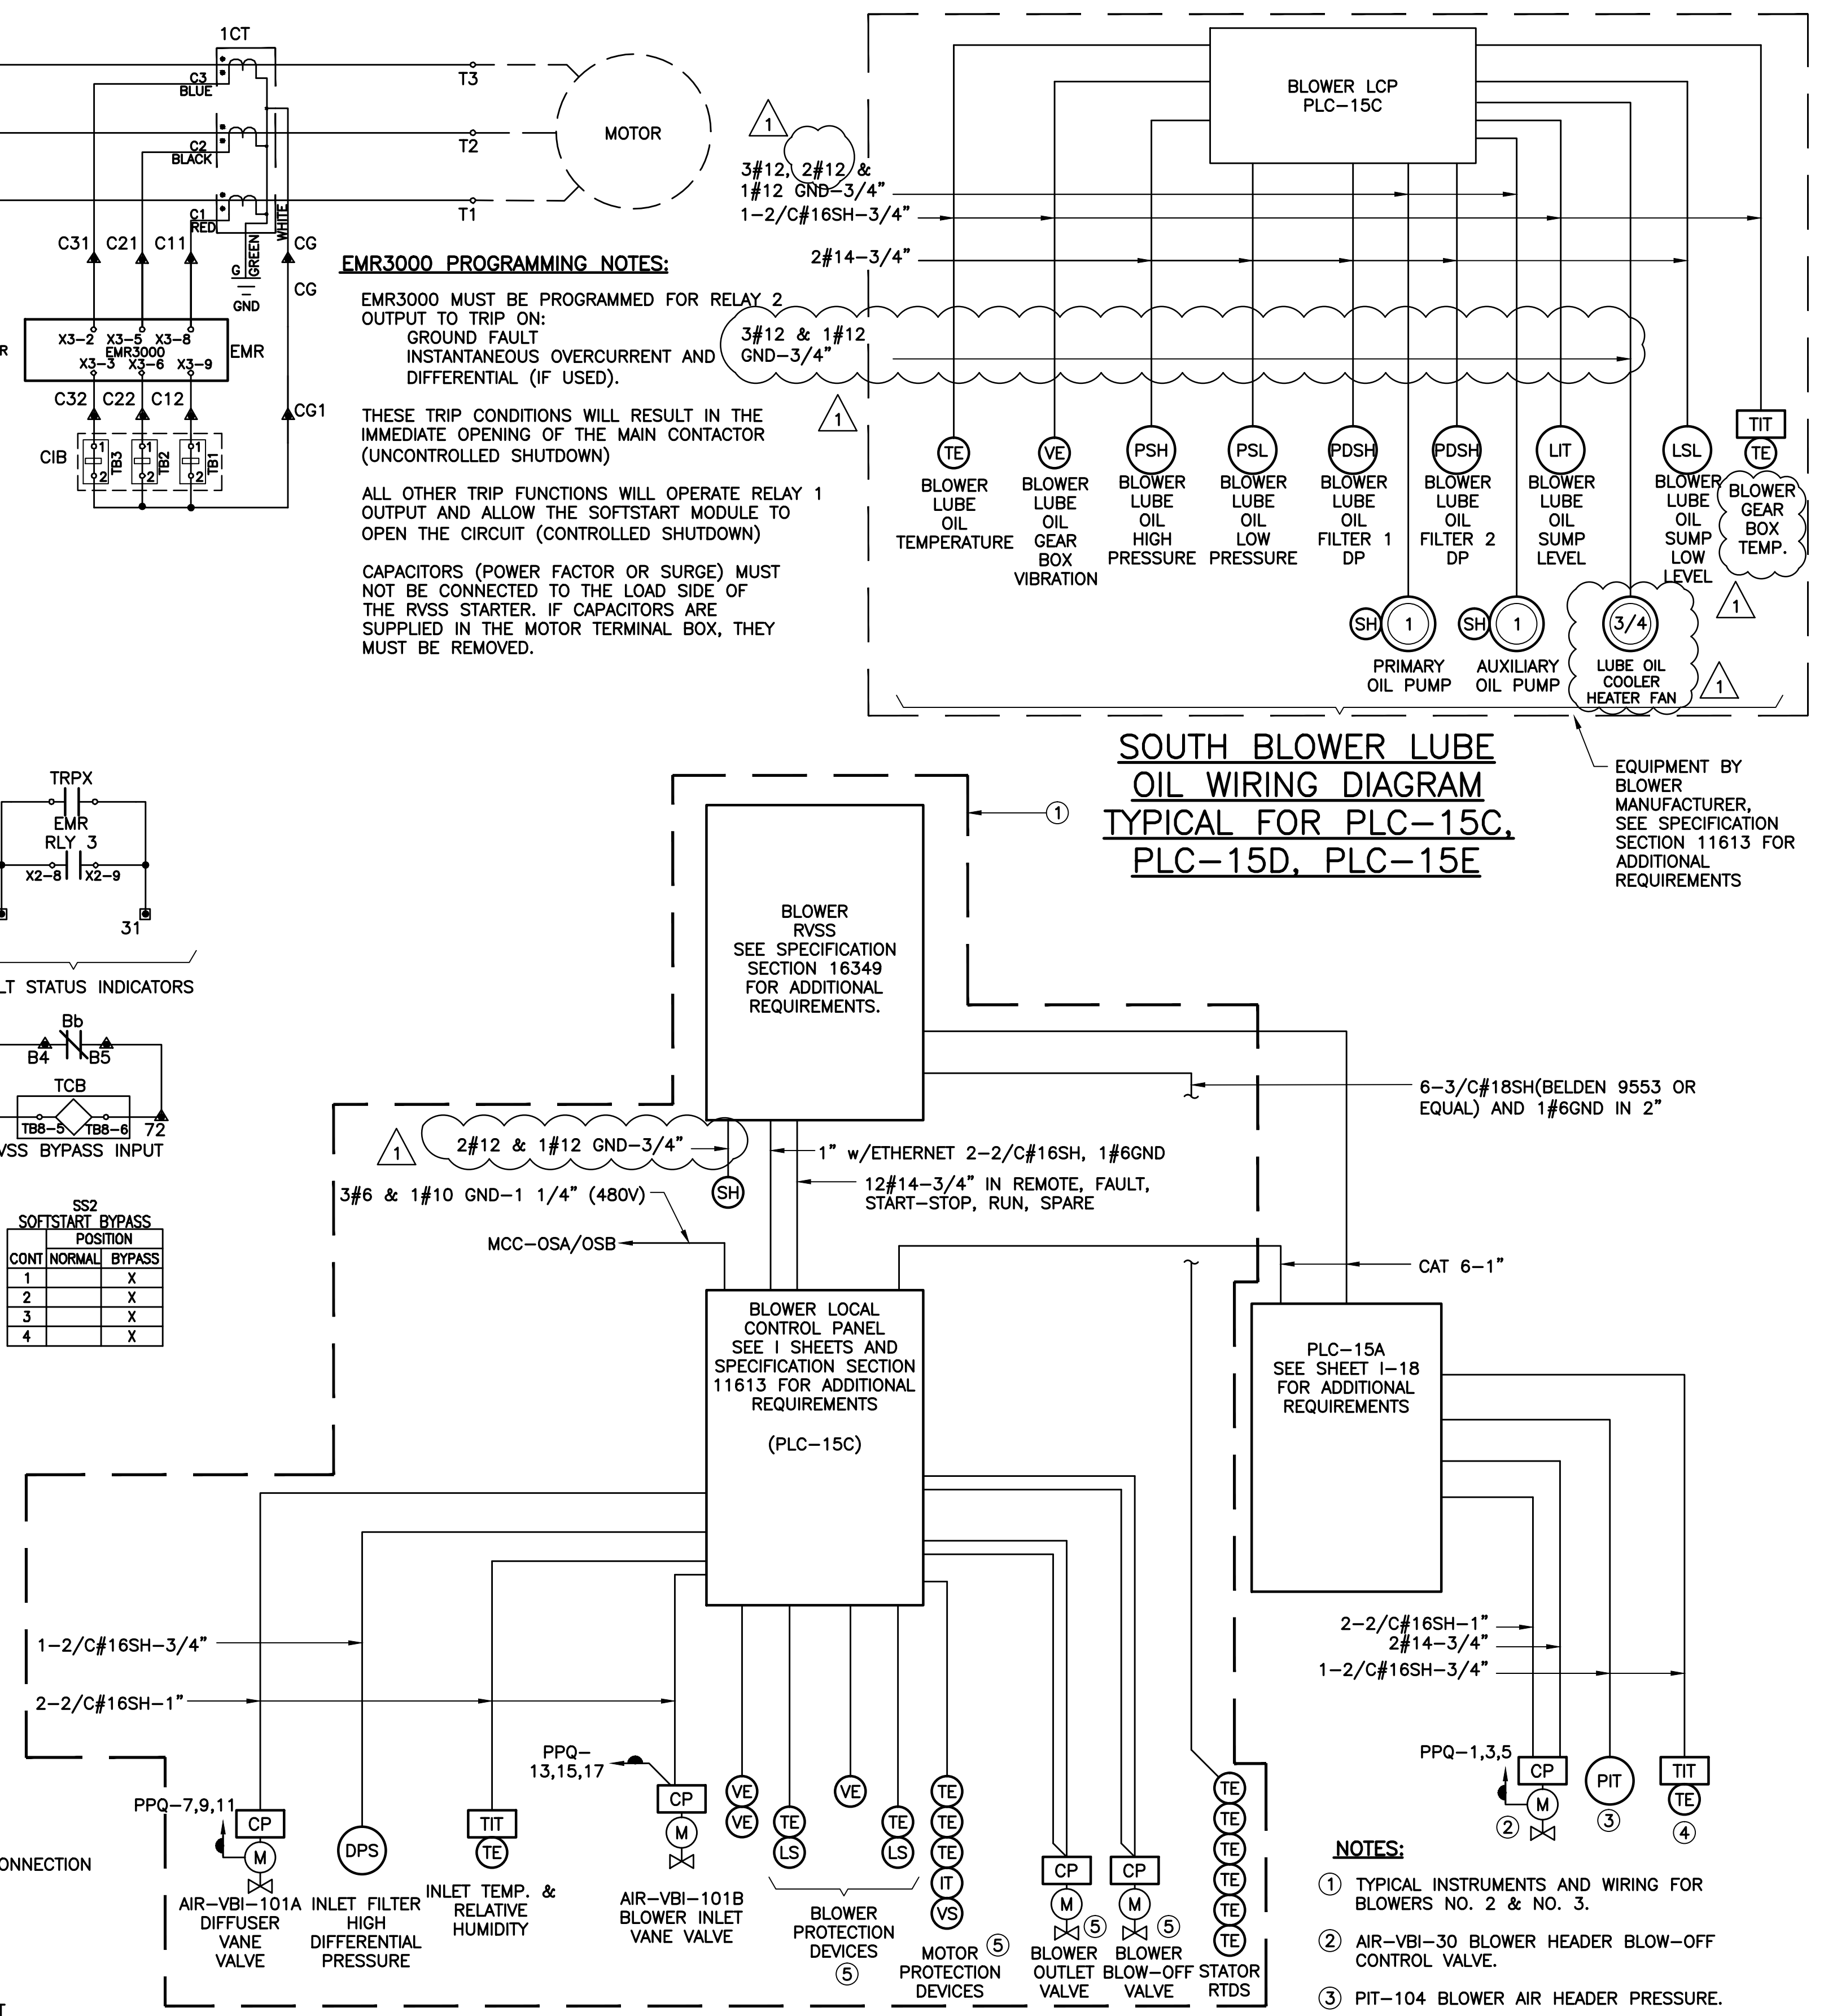 1CT
C3
BLUE
T3
C2
BLACK
T2
C1
RED
T1
MOTOR
WHITE
GREEN
C31
C21
C11
CG
G
GND
CG
X3-2
X3-5
X3-8
EMR3000
X3-3
X3-6
X3-9
R
EMR
C32
C22
C12
CG1
CIB
1
2
TB3
1
2
TB2
1
2
TB1
EMR3000 PROGRAMMING NOTES:
EMR3000 MUST BE PROGRAMMED FOR RELAY 2
OUTPUT TO TRIP ON:
GROUND FAULT
INSTANTANEOUS OVERCURRENT AND
DIFFERENTIAL (IF USED).
THESE TRIP CONDITIONS WILL RESULT IN THE
IMMEDIATE OPENING OF THE MAIN CONTACTOR
(UNCONTROLLED SHUTDOWN)
ALL OTHER TRIP FUNCTIONS WILL OPERATE RELAY 1
OUTPUT AND ALLOW THE SOFTSTART MODULE TO
OPEN THE CIRCUIT (CONTROLLED SHUTDOWN)
CAPACITORS (POWER FACTOR OR SURGE) MUST
NOT BE CONNECTED TO THE LOAD SIDE OF
THE RVSS STARTER. IF CAPACITORS ARE
SUPPLIED IN THE MOTOR TERMINAL BOX, THEY
MUST BE REMOVED.
BLOWER LCP
PLC-15C
1
3#12, 2#12 &
1#12 GND-3/4"
1-2/C#16SH-3/4"
2#14-3/4"
3#12 & 1#12
GND-3/4"
1
TE
BLOWER
LUBE
OIL
TEMPERATURE
VE
BLOWER
LUBE
OIL
GEAR
BOX
VIBRATION
PSH
BLOWER
LUBE
OIL
HIGH
PRESSURE
PSL
BLOWER
LUBE
OIL
LOW
PRESSURE
PDSH
BLOWER
LUBE
OIL
FILTER 1
DP
PDSH
BLOWER
LUBE
OIL
FILTER 2
DP
LIT
BLOWER
LUBE
OIL
SUMP
LEVEL
LSL
BLOWER
LUBE
OIL
SUMP
LOW
LEVEL
TIT
TE
BLOWER
GEAR
BOX
TEMP.
1
SH
1
PRIMARY
OIL PUMP
SH
1
AUXILIARY
OIL PUMP
3/4
LUBE OIL
COOLER
HEATER FAN
1
SOUTH BLOWER LUBE
OIL WIRING DIAGRAM
TYPICAL FOR PLC-15C,
PLC-15D, PLC-15E
EQUIPMENT BY
BLOWER
MANUFACTURER,
SEE SPECIFICATION
SECTION 11613 FOR
ADDITIONAL
REQUIREMENTS
TRPX
EMR
RLY 3
X2-8
X2-9
31
LT STATUS INDICATORS
Bb
B4
B5
TCB
TB8-5
TB8-6
72
VSS BYPASS INPUT
SS2
SOFTSTART BYPASS
POSITION
CONT NORMAL BYPASS
1 X
2 X
3 X
4 X
1
BLOWER
RVSS
SEE SPECIFICATION
SECTION 16349
FOR ADDITIONAL
REQUIREMENTS.
6-3/C#18SH(BELDEN 9553 OR
EQUAL) AND 1#6GND IN 2"
1
2#12 & 1#12 GND-3/4"
SH
1" w/ETHERNET 2-2/C#16SH, 1#6GND
3#6 & 1#10 GND-1 1/4" (480V)
12#14-3/4" IN REMOTE, FAULT,
START-STOP, RUN, SPARE
MCC-OSA/OSB
CAT 6-1"
BLOWER LOCAL
CONTROL PANEL
SEE I SHEETS AND
SPECIFICATION SECTION
11613 FOR ADDITIONAL
REQUIREMENTS
(PLC-15C)
PLC-15A
SEE SHEET I-18
FOR ADDITIONAL
REQUIREMENTS
1-2/C#16SH-3/4"
2-2/C#16SH-1"
2-2/C#16SH-1"
2#14-3/4"
1-2/C#16SH-3/4"
PPQ-7,9,11
CP
M
AIR-VBI-101A
DIFFUSER
VANE
VALVE
DPS
INLET FILTER
HIGH
DIFFERENTIAL
PRESSURE
TIT
TE
INLET TEMP. &
RELATIVE
HUMIDITY
PPQ-
13,15,17
CP
M
AIR-VBI-101B
BLOWER INLET
VANE VALVE
VE
VE
TE
LS
VE
TE
LS
BLOWER
PROTECTION
DEVICES
5
TE
TE
TE
IT
VS
MOTOR 5
PROTECTION
DEVICES
CP
M
5
BLOWER
OUTLET
VALVE
CP
M
5
BLOWER
BLOW-OFF
VALVE
TE
TE
TE
TE
TE
TE
STATOR
RTDS
PPQ-1,3,5
CP
M
2
PIT
3
TIT
TE
4
ONNECTION
NOTES:
1 TYPICAL INSTRUMENTS AND WIRING FOR
BLOWERS NO. 2 & NO. 3.
2 AIR-VBI-30 BLOWER HEADER BLOW-OFF
CONTROL VALVE.
3 PIT-104 BLOWER AIR HEADER PRESSURE.